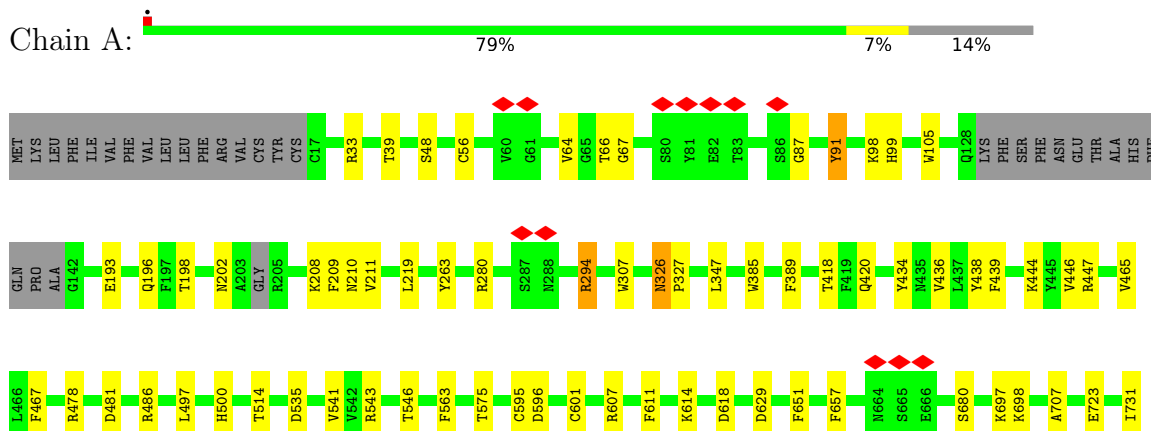 Chain A:
79% 7% 14%
MET LYS LEU PHE ILE VAL PHE VAL LEU LEU PHE ARG VAL CYS TYR CYS C17 R33 T39 S48 C56 V60 G61 V64 G65 T66 G67 S80 Y81 E82 T83 S86 G87 Y91 K98 H99 W105 Q128 LYS PHE SER PHE ASN GLU THR ALA HIS PHE
GLN PRO ALA G142 E193 Q196 F197 T198 N202 A203 GLY R205 K208 F209 N210 V211 L219 Y263 R280 S287 N288 K294 W307 N326 P327 L347 W385 F389 T418 F419 Q420 Y434 N435 V436 L437 Y438 F439 K444 Y445 V446 R447 V465
L466 F467 R478 D481 R486 L497 H500 T514 D535 V541 V542 R543 T546 F563 T575 C595 D596 C601 R607 F611 K614 D618 D629 F651 F657 N664 S665 E666 S680 K697 K698 A707 E723 I731